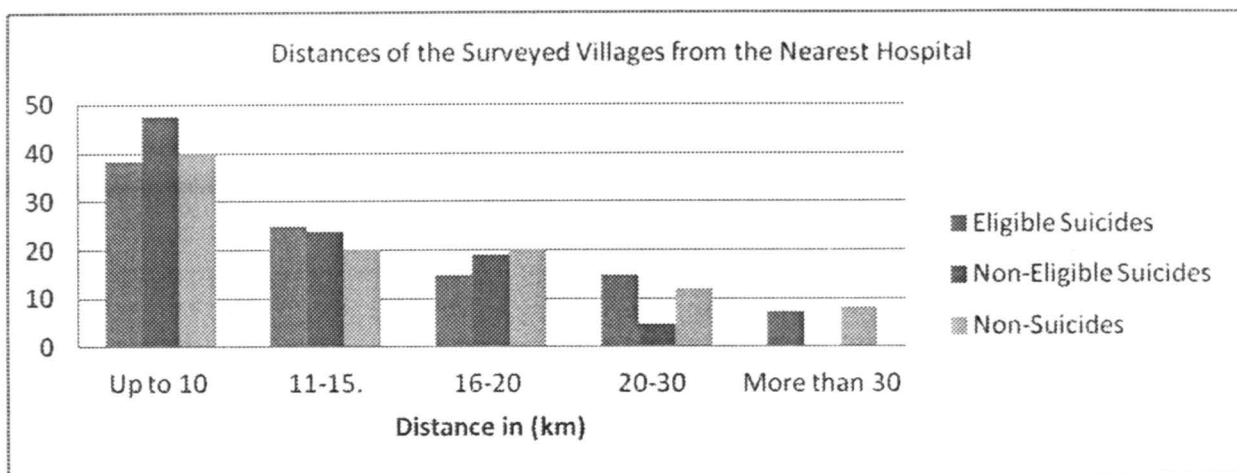 Distances of the Surveyed Villages from the Nearest Hospital
50
40
30
20
10
0
Up to 10 11-15. 16-20 20-30 More than 30
Distance in (km)
Eligible Suicides
Non-Eligible Suicides
Non-Suicides